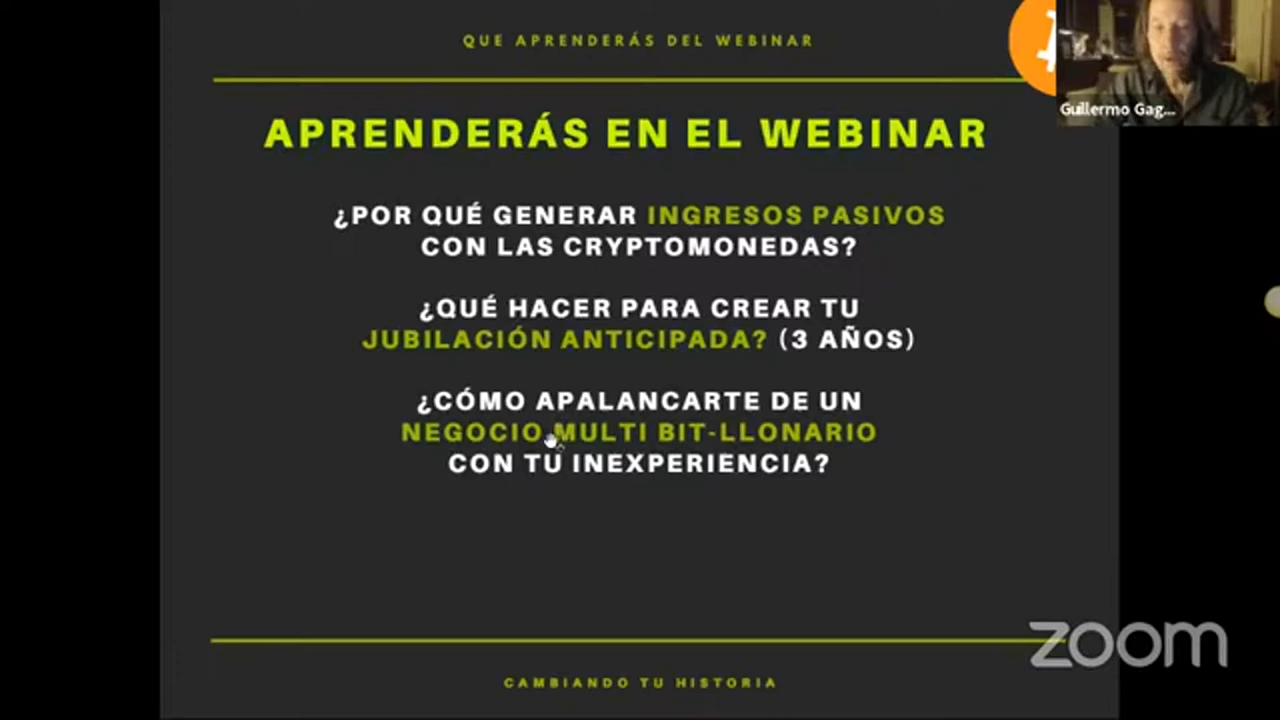 QUE APRENDERÁS DEL WEBINAR
Guillermo Gag...
APRENDERÁS EN EL WEBINAR
¿POR QUÉ GENERAR INGRESOS PASIVOS
CON LAS CRYPTOMONEDAS?
¿QUÉ HACER PARA CREAR TU
JUBILACIÓN ANTICIPADA? (3 AÑOS)
¿CÓMO APALANCARTE DE UN
NEGOCIO MULTI BIT-LLONARIO
CON TU INEXPERIENCIA?
zoom
CAMBIANDO TU HISTORIA